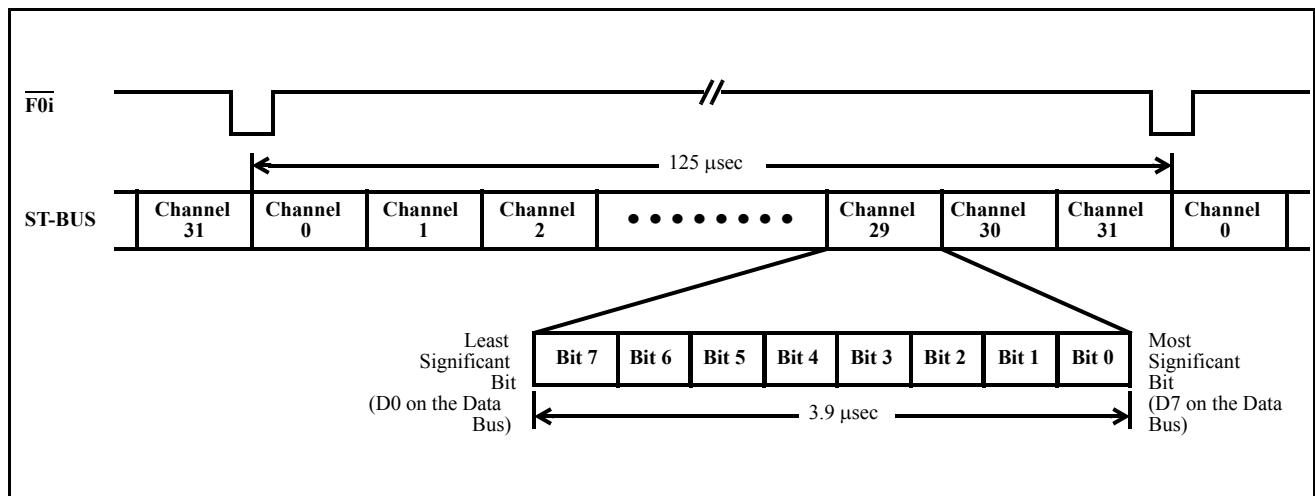 F0i
125 μsec
ST-BUS
Channel
31
Channel
0
Channel
1
Channel
2
Channel
29
Channel
30
Channel
31
Channel
0
Least
Significant
Bit
(D0 on the Data
Bus)
Bit 7
Bit 6
Bit 5
Bit 4
Bit 3
Bit 2
Bit 1
Bit 0
Most
Significant
Bit
(D7 on the Data
Bus)
3.9 μsec